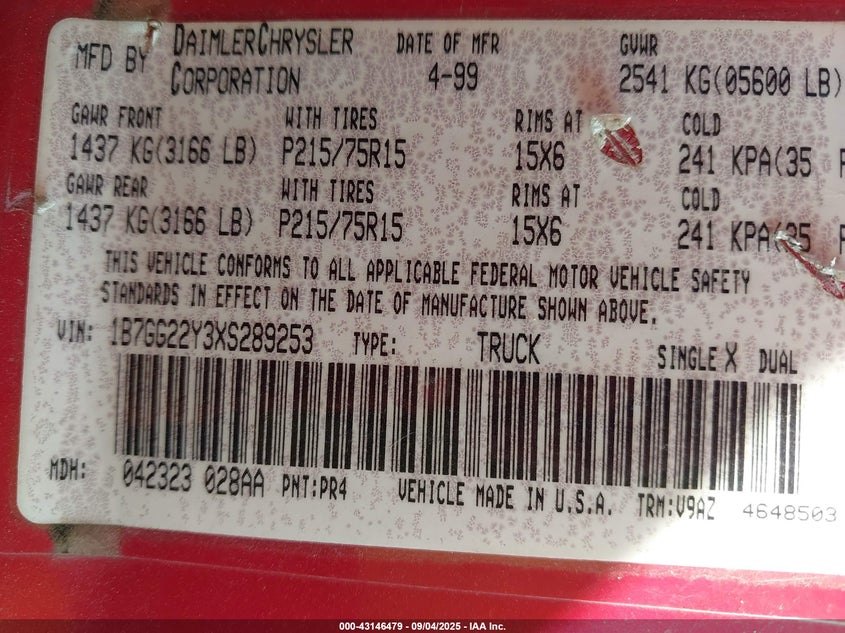 MFD BY DAIMLERCHRYSLER CORPORATION DATE OF MFR 4-99 GVWR 2541 KG(05600 LB)
GAWR FRONT WITH TIRES RIMS AT COLD
1437 KG(3166 LB) P215/75R15 15X6 241 KPA(35 P
GAWR REAR WITH TIRES RIMS AT COLD
1437 KG(3166 LB) P215/75R15 15X6 241 KPA(35 P
THIS VEHICLE CONFORMS TO ALL APPLICABLE FEDERAL MOTOR VEHICLE SAFETY
STANDARDS IN EFFECT ON THE DATE OF MANUFACTURE SHOWN ABOVE.
VIN: 1B7GG22Y3XS289253 TYPE: TRUCK SINGLE X DUAL
MDH: 042323 028AA PNT:PR4 VEHICLE MADE IN U.S.A. TRM:V9AZ 4648503
000-43146479 - 09/04/2025 - IAA Inc.